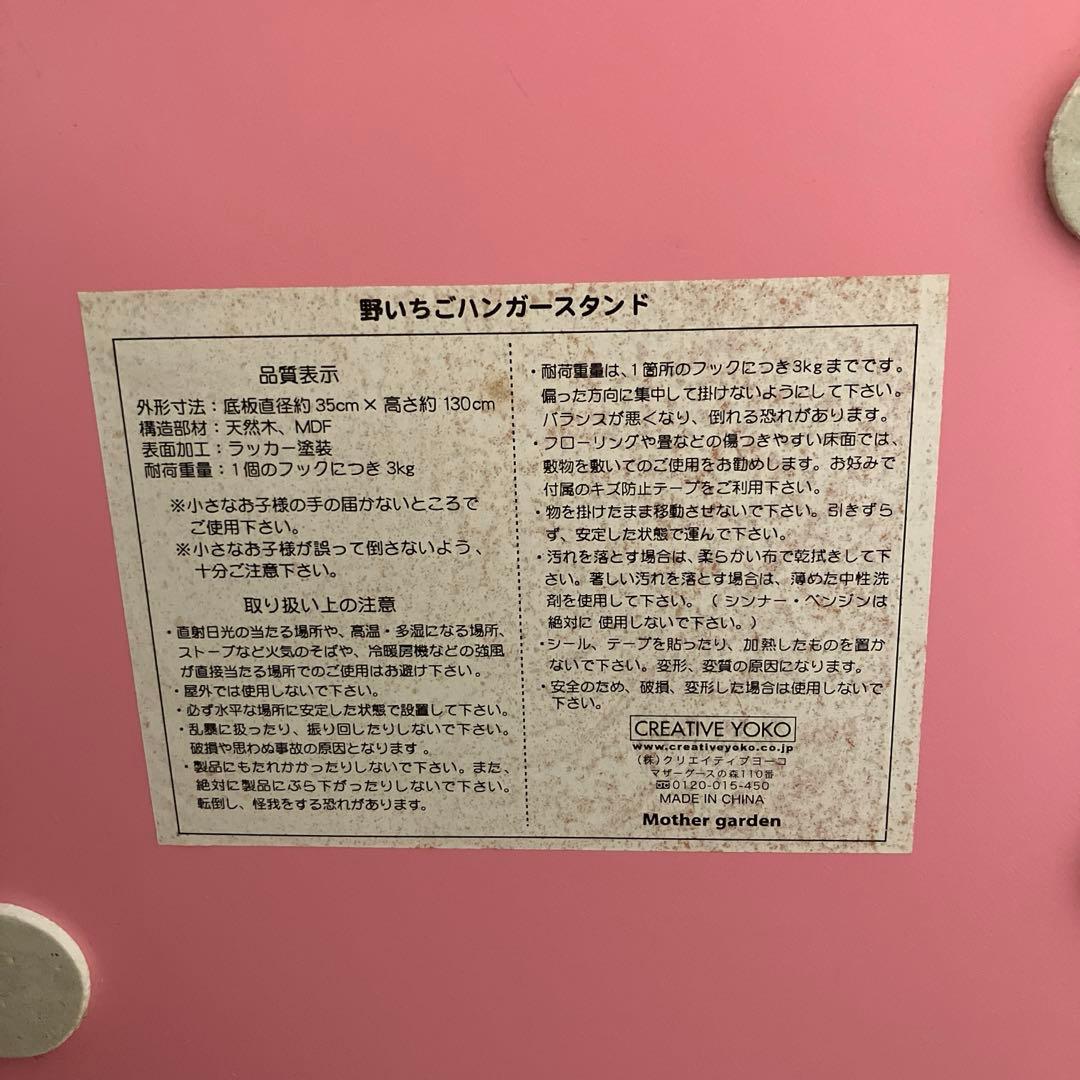 野いちごハンガースタンド
品質表示
外形寸法：底板直径約35cm×高さ約130cm
構造部材：天然木、MDF
表面加工：ラッカー塗装
耐荷重量：1個のフックにつき3kg
※小さなお子様の手の届かないところで
ご使用下さい。
※小さなお子様が誤って倒さないよう、
十分ご注意下さい。
取り扱い上の注意
・直射日光の当たる場所や、高温・多湿になる場所、
ストーブなど火気のそばや、冷暖房機などの強風
が直接当たる場所でのご使用はお避け下さい。
・屋外では使用しないで下さい。
・必ず水平な場所に安定した状態で設置して下さい。
・乱暴に扱ったり、振り回したりしないで下さい。
破損や思わぬ事故の原因となります。
・製品にもたれかかったりしないで下さい。また、
絶対に製品にぶら下がったりしないで下さい。
転倒し、怪我をする恐れがあります。
・耐荷重量は、1箇所のフックにつき3kgまでです。
偏った方向に集中して掛けないようにして下さい。
バランスが悪くなり、倒れる恐れがあります。
・フローリングや畳などの傷つきやすい床面では、
敷物を敷いてのご使用をお勧めします。お好みで
付属のキズ防止テープをご利用下さい。
・物を掛けたまま移動させないで下さい。引きずら
ず、安定した状態で運んで下さい。
・汚れを落とす場合は、柔らかい布で乾拭きして下
さい。著しい汚れを落とす場合は、薄めた中性洗
剤を使用して下さい。（シンナー・ベンジンは
絶対に 使用しないで下さい。）
・シール、テープを貼ったり、加熱したものを置か
ないで下さい。変形、変質の原因になります。
・安全のため、破損、変形した場合は使用しないで
下さい。
CREATIVE YOKO
www.creativeyoko.co.jp
（株）クリエイティブヨーコ
マザーグースの森110番
0120-015-450
MADE IN CHINA
Mother garden